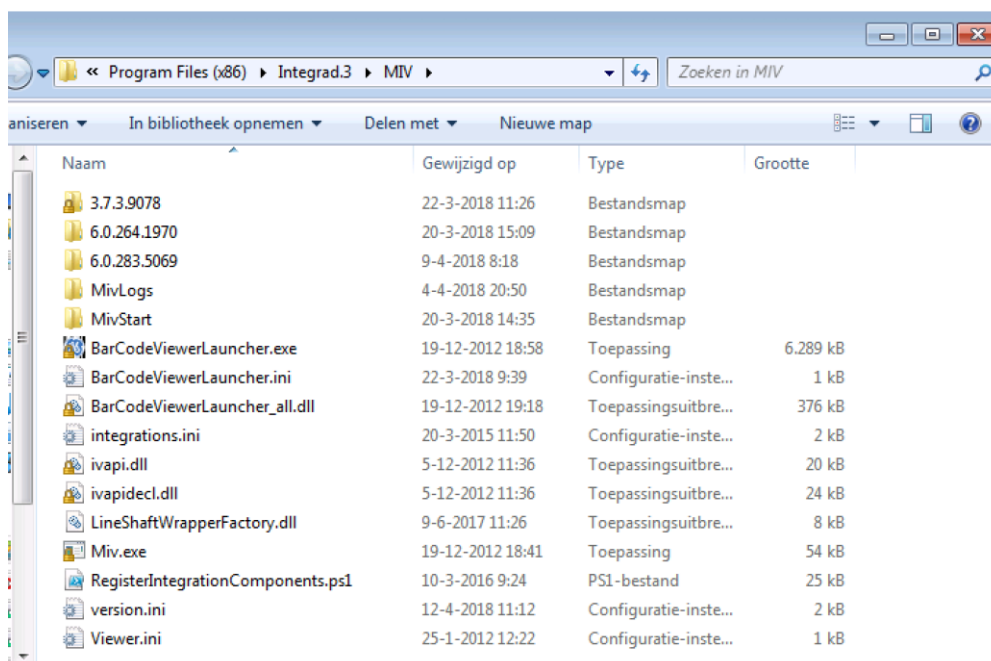 « Program Files (x86) ▸ Integrad.3 ▸ MIV ▸ Zoeken in MIV
aniseren In bibliotheek opnemen Delen met Nieuwe map
Naam Gewijzigd op Type Grootte
3.7.3.9078 22-3-2018 11:26 Bestandsmap
6.0.264.1970 20-3-2018 15:09 Bestandsmap
6.0.283.5069 9-4-2018 8:18 Bestandsmap
MivLogs 4-4-2018 20:50 Bestandsmap
MivStart 20-3-2018 14:35 Bestandsmap
BarCodeViewerLauncher.exe 19-12-2012 18:58 Toepassing 6.289 kB
BarCodeViewerLauncher.ini 22-3-2018 9:39 Configuratie-inste... 1 kB
BarCodeViewerLauncher_all.dll 19-12-2012 19:18 Toepassingsuitbre... 376 kB
integrations.ini 20-3-2015 11:50 Configuratie-inste... 2 kB
ivapi.dll 5-12-2012 11:36 Toepassingsuitbre... 20 kB
ivapidecl.dll 5-12-2012 11:36 Toepassingsuitbre... 24 kB
LineShaftWrapperFactory.dll 9-6-2017 11:26 Toepassingsuitbre... 8 kB
Miv.exe 19-12-2012 18:41 Toepassing 54 kB
RegisterIntegrationComponents.ps1 10-3-2016 9:24 PS1-bestand 25 kB
version.ini 12-4-2018 11:12 Configuratie-inste... 2 kB
Viewer.ini 25-1-2012 12:22 Configuratie-inste... 1 kB